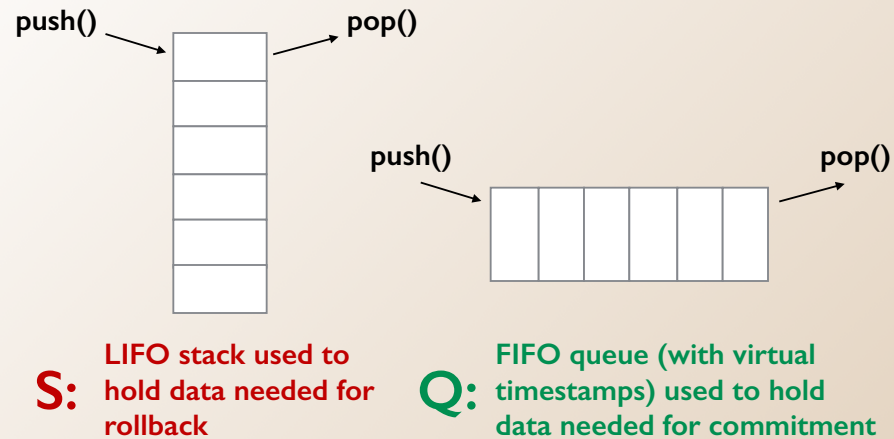 push()
pop()
push()
pop()
S:
LIFO stack used to
hold data needed for
rollback
Q:
FIFO queue (with virtual
timestamps) used to hold
data needed for commitment